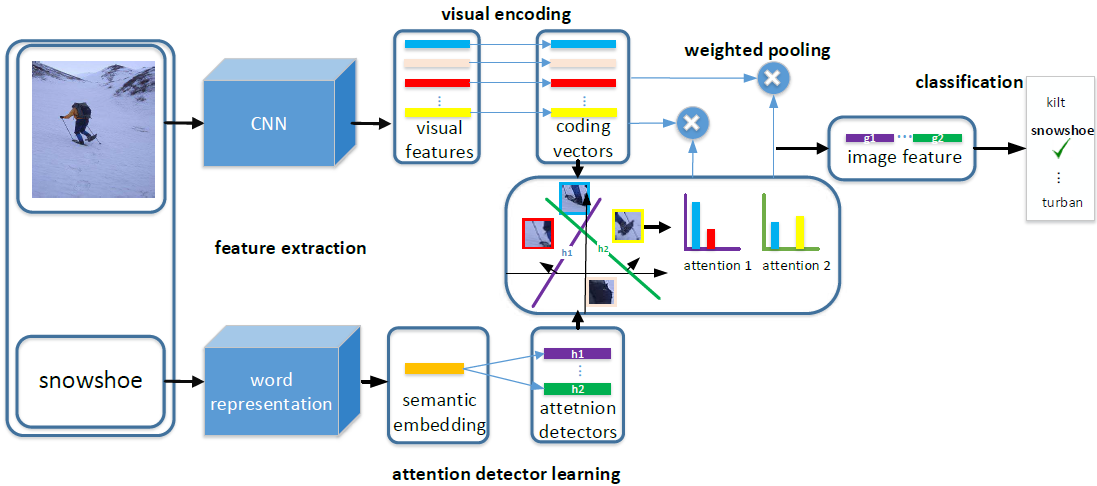 visual encoding
weighted pooling
classification
CNN
visual
features
coding
vectors
kilt
snowshoe
turban
g1
g2
image feature
feature extraction
h1
h2
attention 1
attention 2
snowshoe
word
representation
semantic
embedding
h1
h2
attetnion
detectors
attention detector learning